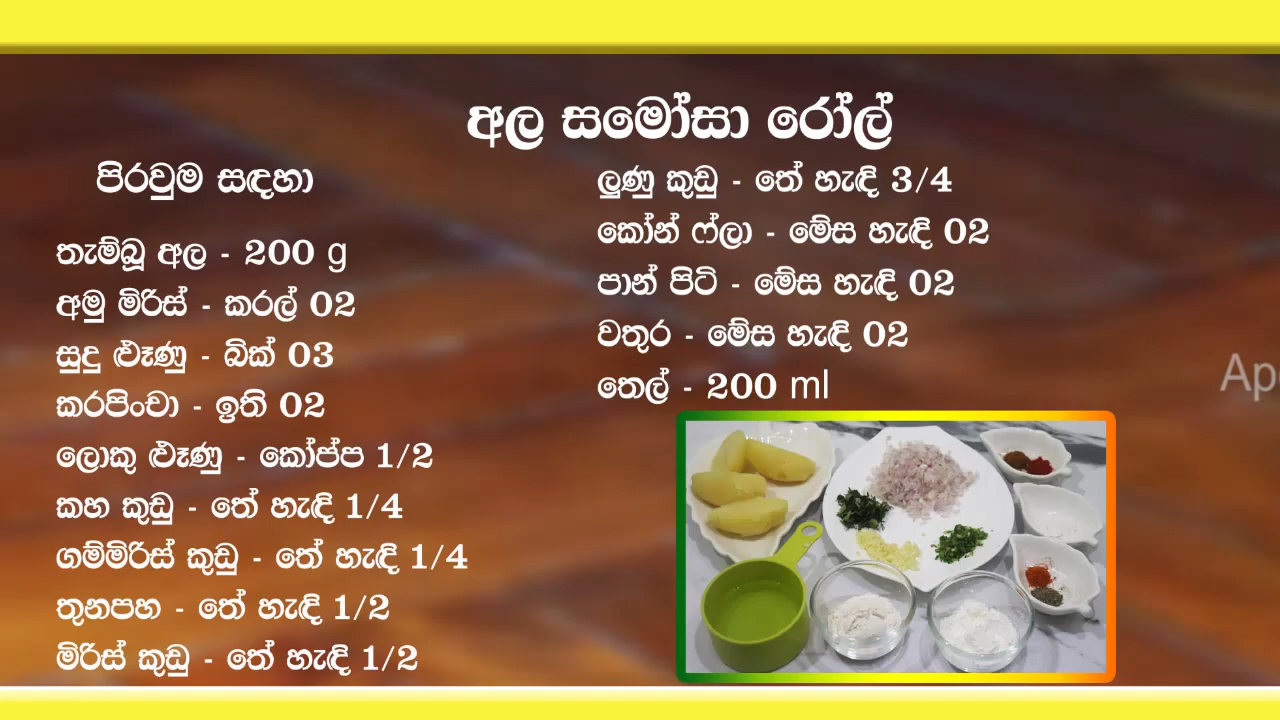 අල සමෝසා රෝල්
පිරවුම සඳහා
තැම්බූ අල - 200 g
අමු මිරිස් - කරල් 02
සුදු ළූණු - බික් 03
කරපිංචා - ඉති 02
ලොකු ළූණු - කෝප්ප 1/2
කහ කුඩු - තේ හැඳි 1/4
ගම්මිරිස් කුඩු - තේ හැඳි 1/4
තුනපහ - තේ හැඳි 1/2
මිරිස් කුඩු - තේ හැඳි 1/2
ලුණු කුඩු - තේ හැඳි 3/4
කෝන් ෆ්ලා - මේස හැඳි 02
පාන් පිටි - මේස හැඳි 02
වතුර - මේස හැඳි 02
තෙල් - 200 ml